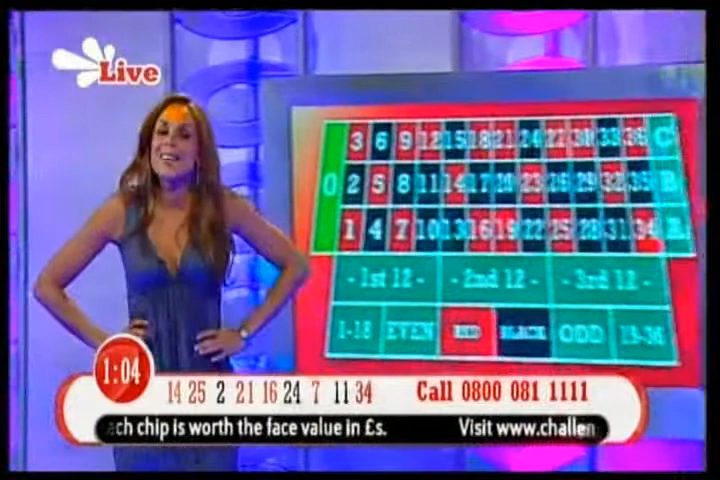 Live
3 6 9 12 15 18 21 24 27 30 33 36 C
0 2 5 8 11 14 17 20 23 26 29 32 35 B
1 4 7 10 13 16 19 22 25 28 31 34
-1st 12- -2nd 12- -3rd 12-
1-18 EVEN RED BLACK ODD 19-36
1:04
14 25 2 21 16 24 7 11 34 Call 0800 081 1111
ach chip is worth the face value in £s. Visit www.challen